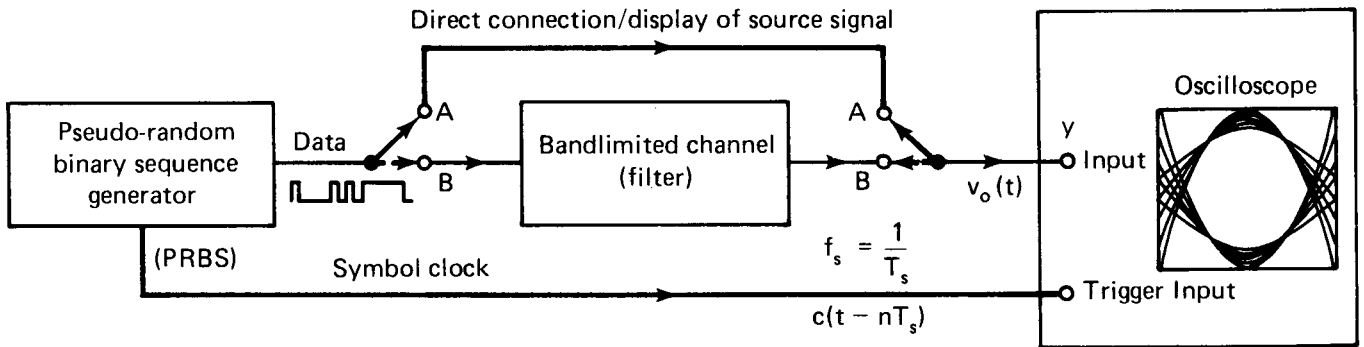 Direct connection/display of source signal
Pseudo-random
binary sequence
generator
Data
A
B
Bandlimited channel
(filter)
A
B
v_o(t)
Oscilloscope
y
Input
(PRBS)
Symbol clock
f_s = 1/T_s
c(t − nT_s)
Trigger Input